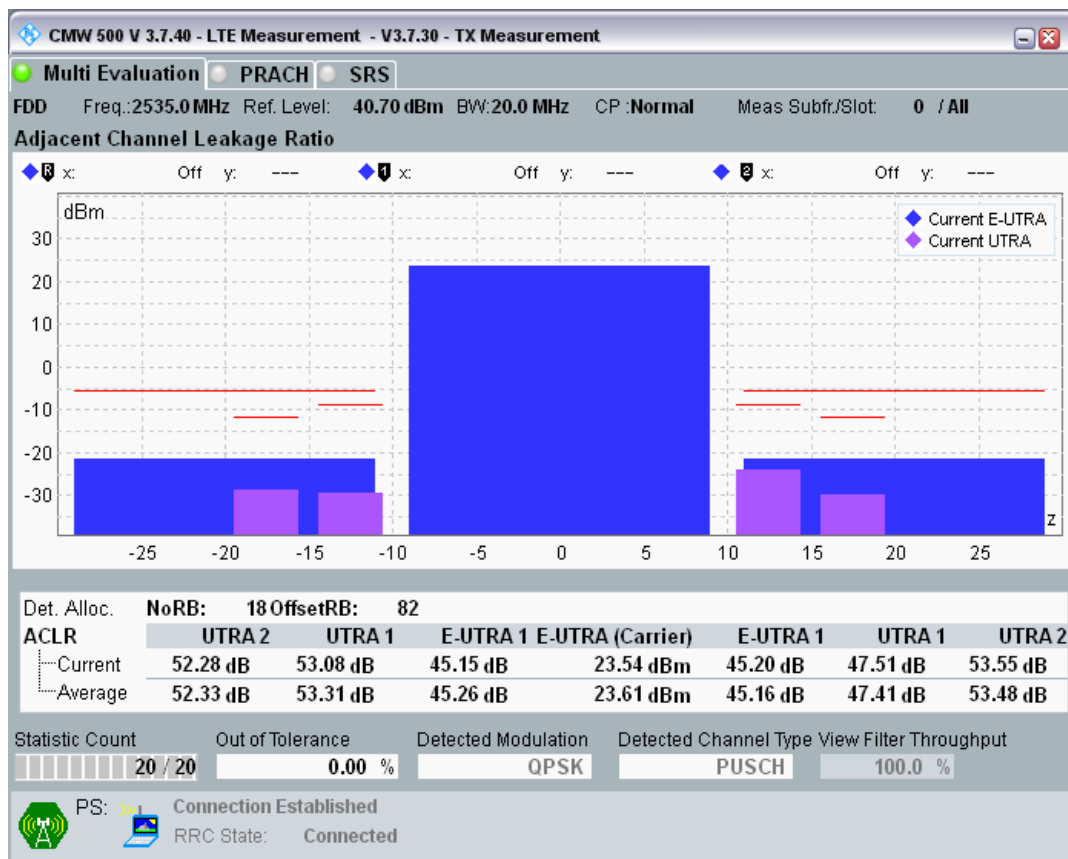 CMW 500 V 3.7.40 - LTE Measurement - V3.7.30 - TX Measurement
Multi Evaluation PRACH SRS
FDD Freq.:2535.0 MHz Ref. Level: 40.70 dBm BW:20.0 MHz CP :Normal Meas Subfr./Slot: 0 / All
Adjacent Channel Leakage Ratio
R x: Off y: --- 1 x: Off y: --- 2 x: Off y: ---
dBm
Current E-UTRA
Current UTRA
30
20
10
0
-10
-20
-30
z
-25 -20 -15 -10 -5 0 5 10 15 20 25
Det. Alloc. NoRB: 18 OffsetRB: 82
ACLR UTRA 2 UTRA 1 E-UTRA 1 E-UTRA (Carrier) E-UTRA 1 UTRA 1 UTRA 2
Current 52.28 dB 53.08 dB 45.15 dB 23.54 dBm 45.20 dB 47.51 dB 53.55 dB
Average 52.33 dB 53.31 dB 45.26 dB 23.61 dBm 45.16 dB 47.41 dB 53.48 dB
Statistic Count Out of Tolerance Detected Modulation Detected Channel Type View Filter Throughput
20 / 20 0.00 % QPSK PUSCH 100.0 %
PS: Connection Established
RRC State: Connected